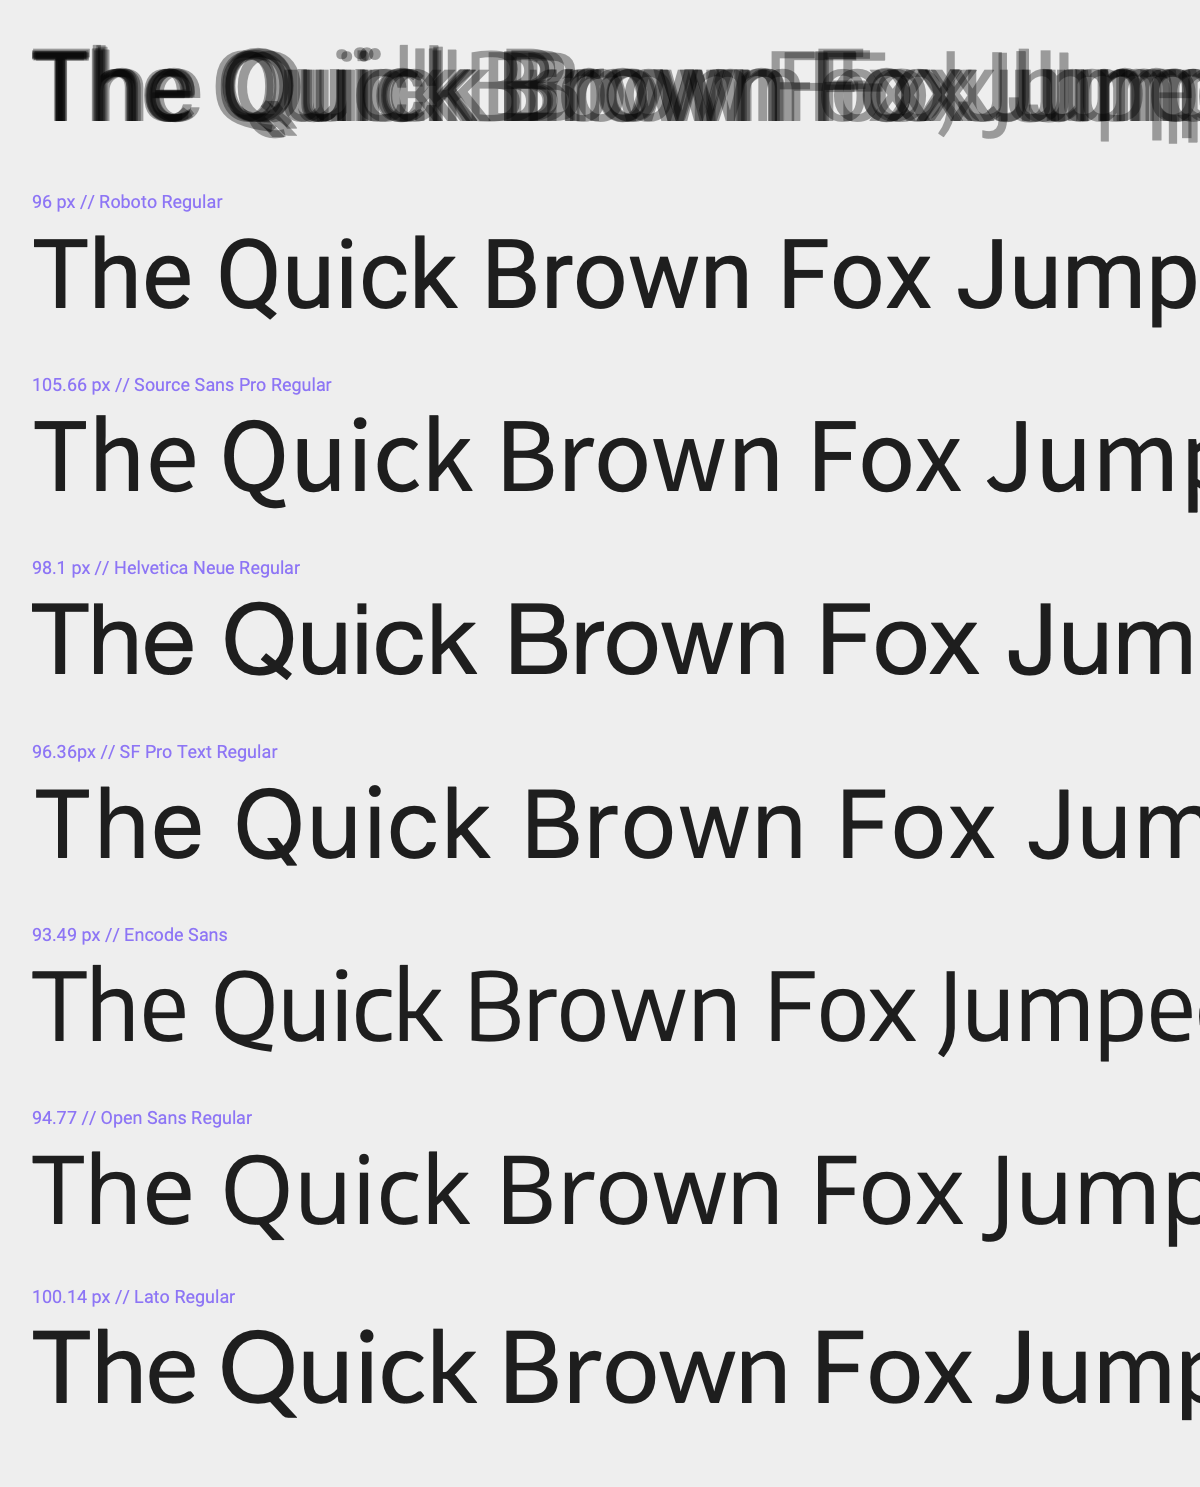 The Quick Brown Fox Jumpe
96 px // Roboto Regular
The Quick Brown Fox Jump
105.66 px // Source Sans Pro Regular
The Quick Brown Fox Jump
98.1 px // Helvetica Neue Regular
The Quick Brown Fox Jum
96.36px // SF Pro Text Regular
The Quick Brown Fox Jum
93.49 px // Encode Sans
The Quick Brown Fox Jumpe
94.77 // Open Sans Regular
The Quick Brown Fox Jump
100.14 px // Lato Regular
The Quick Brown Fox Jump